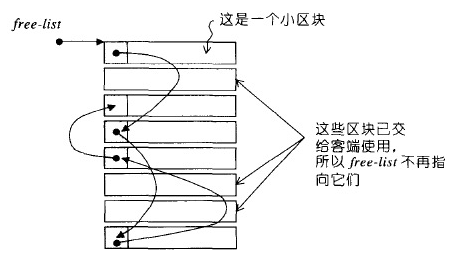 这是一个小区块
free-list
这些区块已交
给客端使用，
所以 free-list 不再指
向它们